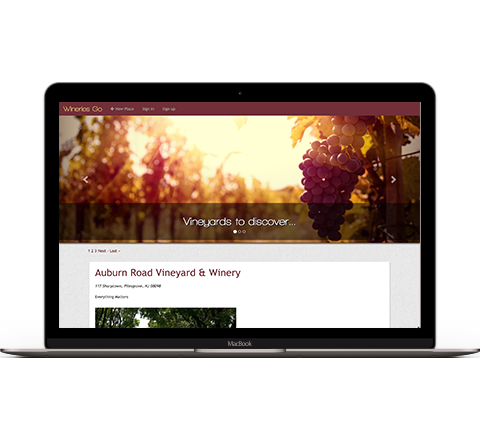 Wineries Go
+ New Place Sign in Sign up
Vineyards to discover...
1 2 3 Next › Last »
Auburn Road Vineyard & Winery
117 Sharptown, Pilesgrove, NJ 08098
Everything Matters
MacBook